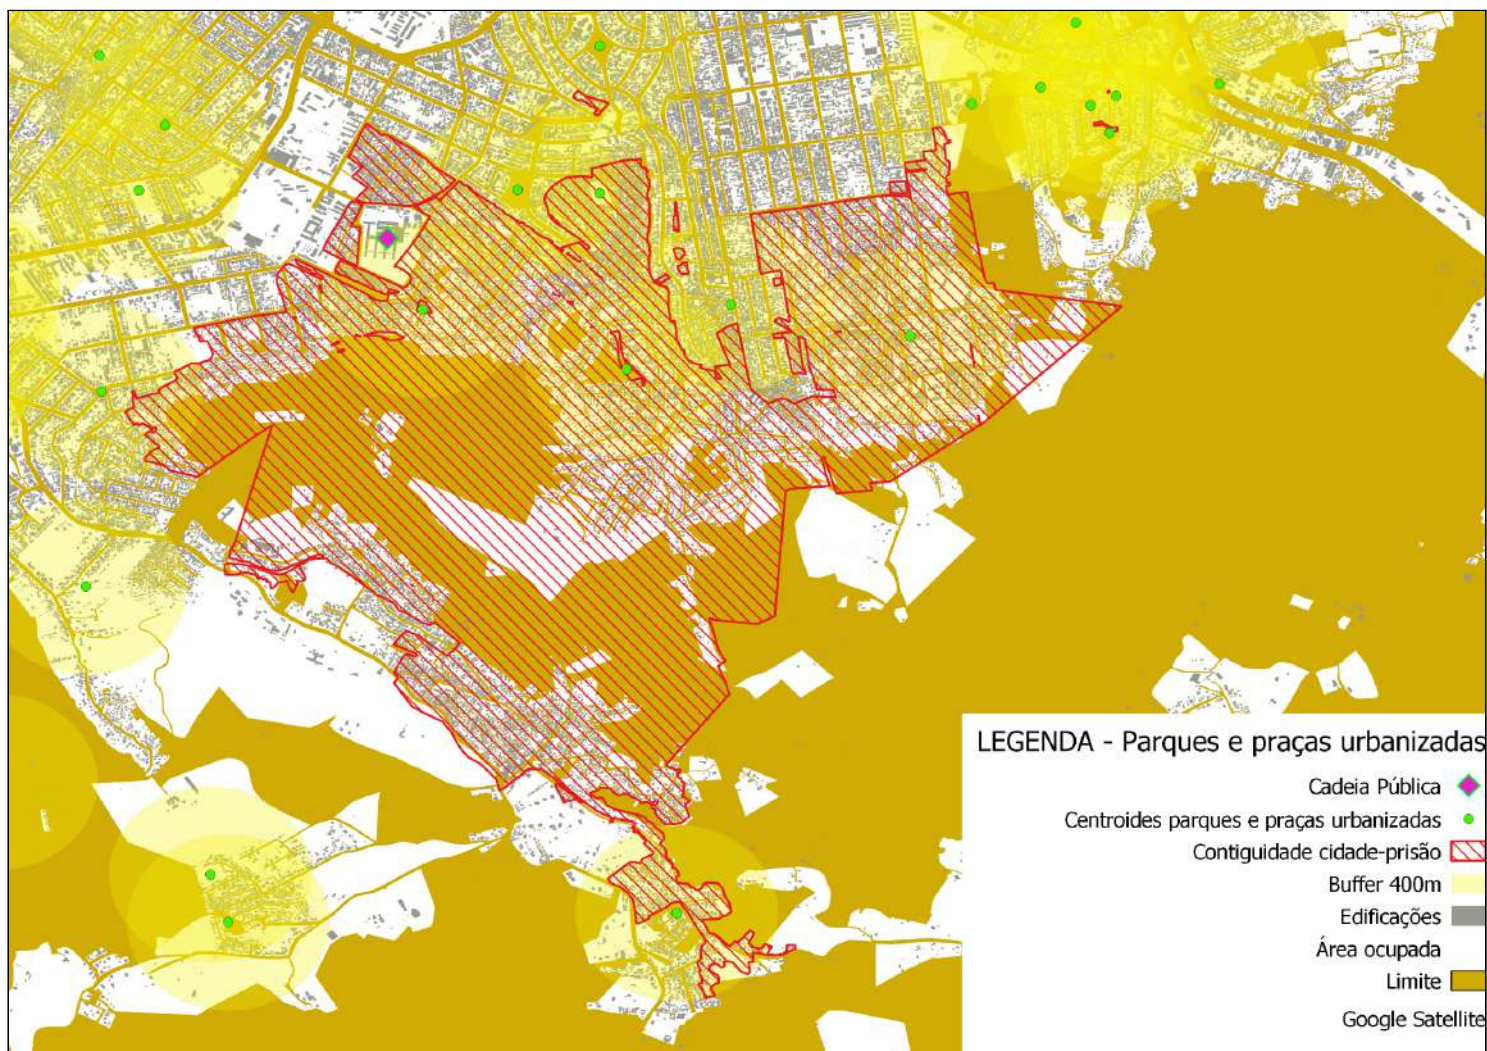 LEGENDA - Parques e praças urbanizadas
Cadeia Pública
Centroides parques e praças urbanizadas
Contiguidade cidade-prisão
Buffer 400m
Edificações
Área ocupada
Limite
Google Satellite